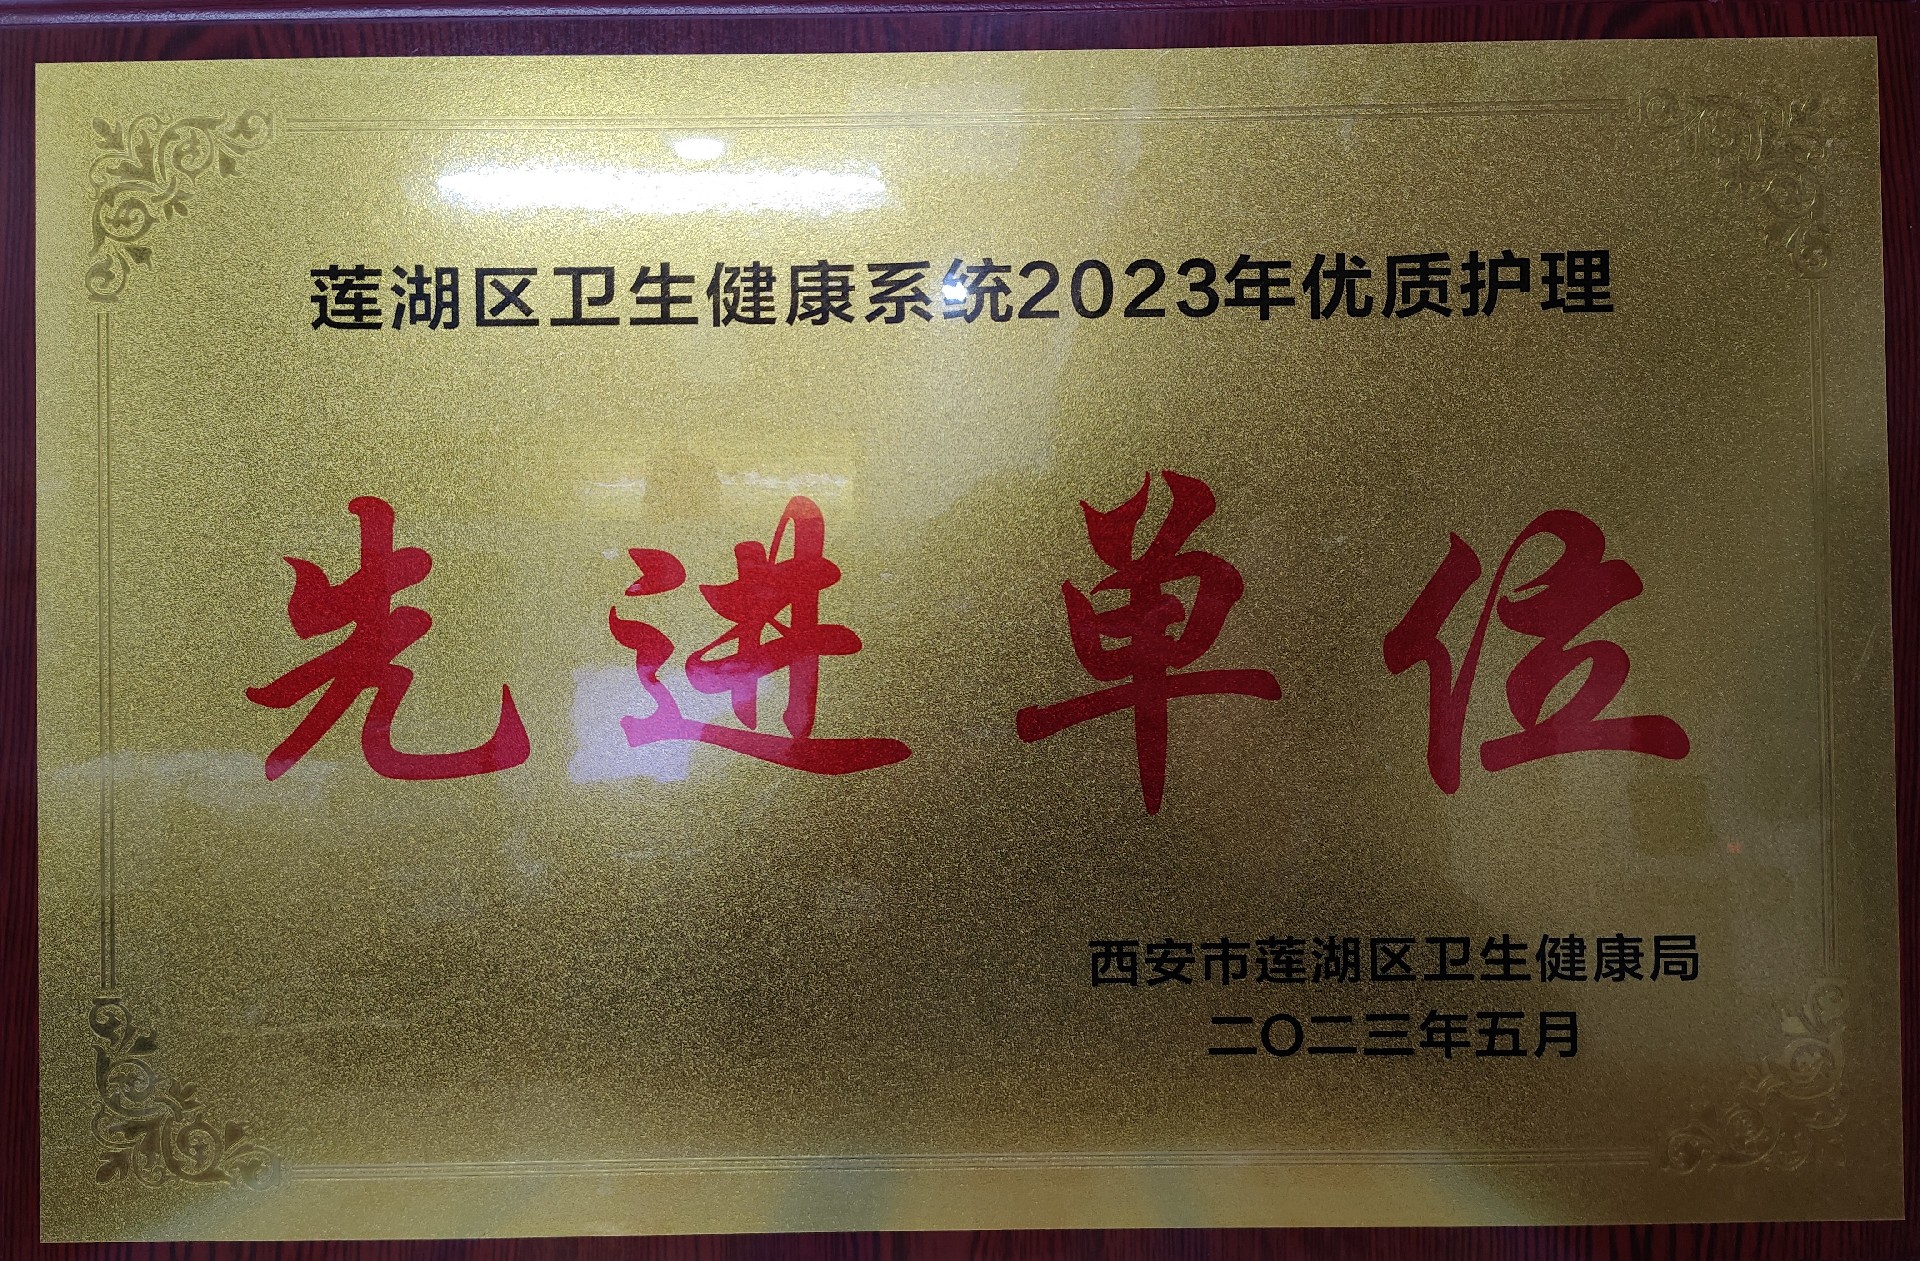 莲湖区卫生健康系统2023年优质护理
先进单位
西安市莲湖区卫生健康局
二〇二三年五月